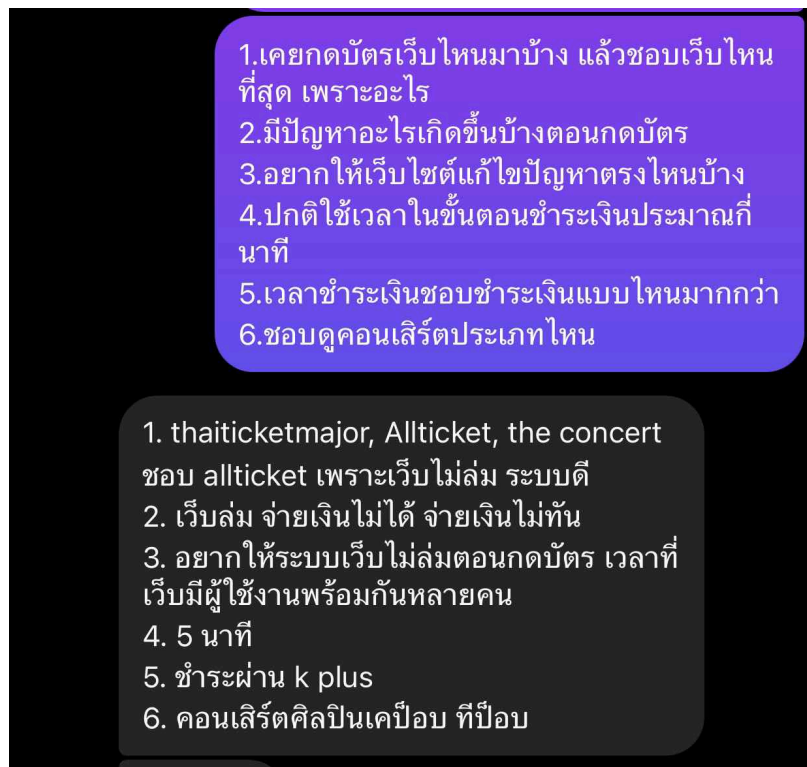 1.เคยกดบัตรเว็บไหนมาบ้าง แล้วชอบเว็บไหน
ที่สุด เพราะอะไร
2.มีปัญหาอะไรเกิดขึ้นบ้างตอนกดบัตร
3.อยากให้เว็บไซต์แก้ไขปัญหาตรงไหนบ้าง
4.ปกติใช้เวลาในขั้นตอนชำระเงินประมาณกี่
นาที
5.เวลาชำระเงินชอบชำระเงินแบบไหนมากกว่า
6.ชอบดูคอนเสิร์ตประเภทไหน
1. thaiticketmajor, Allticket, the concert
ชอบ allticket เพราะเว็บไม่ล่ม ระบบดี
2. เว็บล่ม จ่ายเงินไม่ได้ จ่ายเงินไม่ทัน
3. อยากให้ระบบเว็บไม่ล่มตอนกดบัตร เวลาที่
เว็บมีผู้ใช้งานพร้อมกันหลายคน
4. 5 นาที
5. ชำระผ่าน k plus
6. คอนเสิร์ตศิลปินเคป็อบ ทีป็อบ